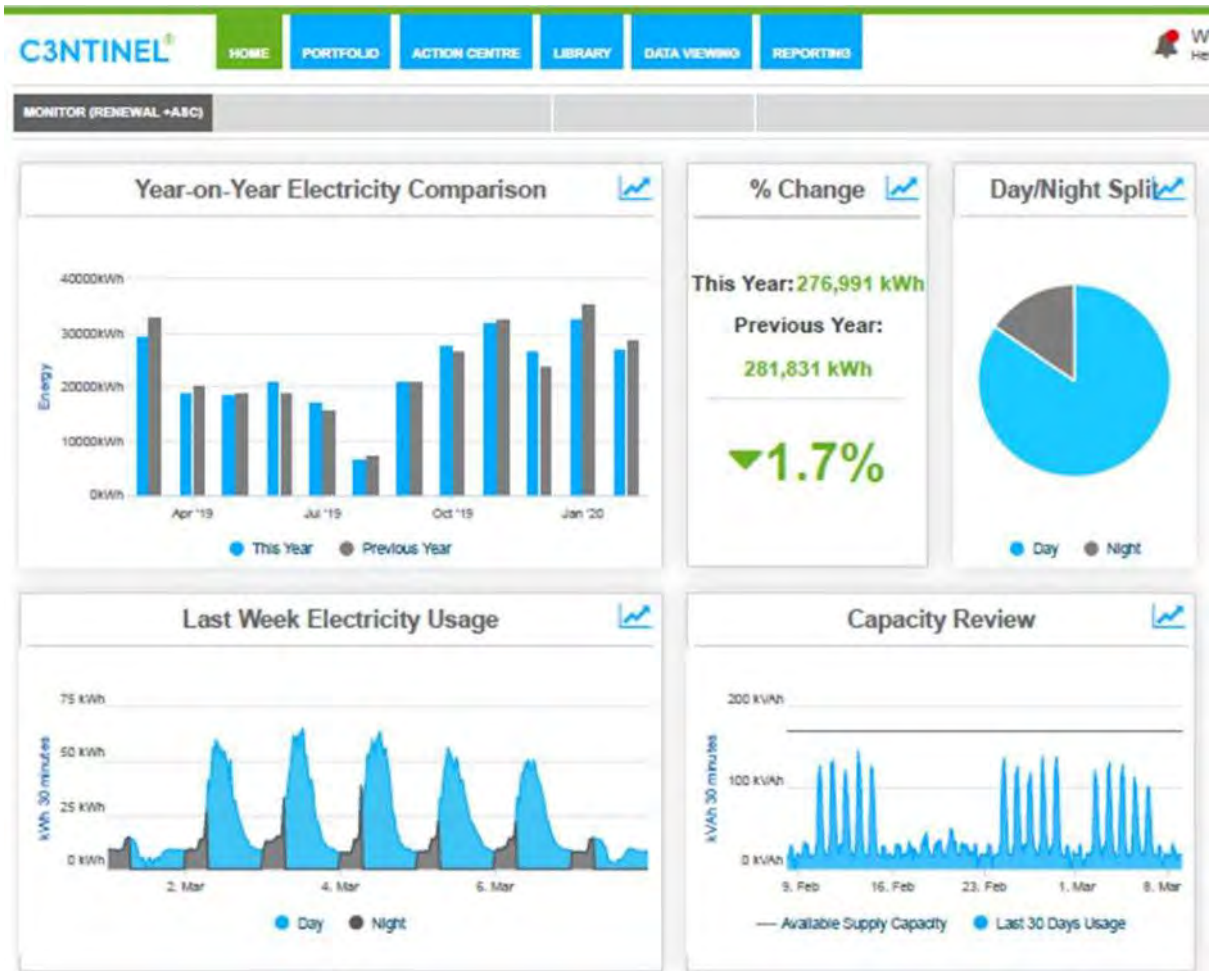 C3NTINEL®
HOME PORTFOLIO ACTION CENTRE LIBRARY DATA VIEWING REPORTING
MONITOR (RENEWAL +ASC)
Year-on-Year Electricity Comparison
40000kWh
30000kWh
20000kWh
10000kWh
0kWh
Energy
Apr '19 Jul '19 Oct '19 Jan '20
This Year Previous Year
% Change
This Year: 276,991 kWh
Previous Year:
281,831 kWh
1.7%
Day/Night Split
Day Night
Last Week Electricity Usage
75 kWh
50 kWh
25 kWh
0 kWh
kWh 30 minutes
2. Mar 4. Mar 6. Mar
Day Night
Capacity Review
200 kVAh
100 kVAh
0 kVAh
kVAh 30 minutes
9. Feb 16. Feb 23. Feb 1. Mar 8. Mar
Available Supply Capacity Last 30 Days Usage